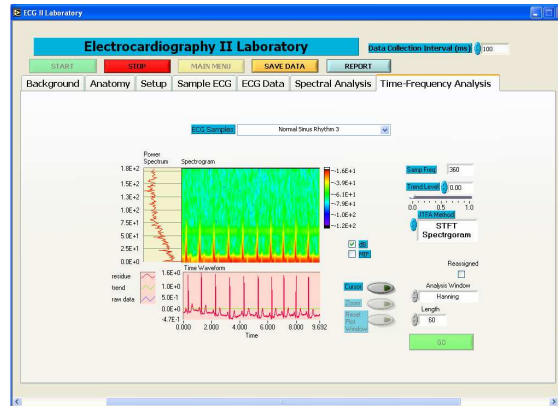 ECG II Laboratory
Electrocardiography II Laboratory
Data Collection Interval (ms) 100
START STOP MAIN MENU SAVE DATA REPORT
Background Anatomy Setup Sample ECG ECG Data Spectral Analysis Time-Frequency Analysis
ECG Samples Normal Sinus Rhythm 3
Power
Spectrum Spectrogram
1.8E+2
1.5E+2
1.2E+2
1.0E+2
7.5E+1
5.0E+1
2.5E+1
0.0E+0
-1.6E+1
-3.9E+1
-6.1E+1
-7.9E+1
-1.0E+2
-1.2E+2
Samp Freq 360
Trend Level 0.00
0.0 0.5 1.0
JTFA Method
STFT
Spectrogram
dB
Reassigned
Time Waveform
residue
trend
raw data
1.6E+0
1.0E+0
5.0E-1
0.0E+0
-4.7E-1
0.000 2.000 4.000 6.000 8.000 9.692
Time
Cursor
Zoom
Reset
Plot
Window
Analysis Window
Hanning
Length
60
GO